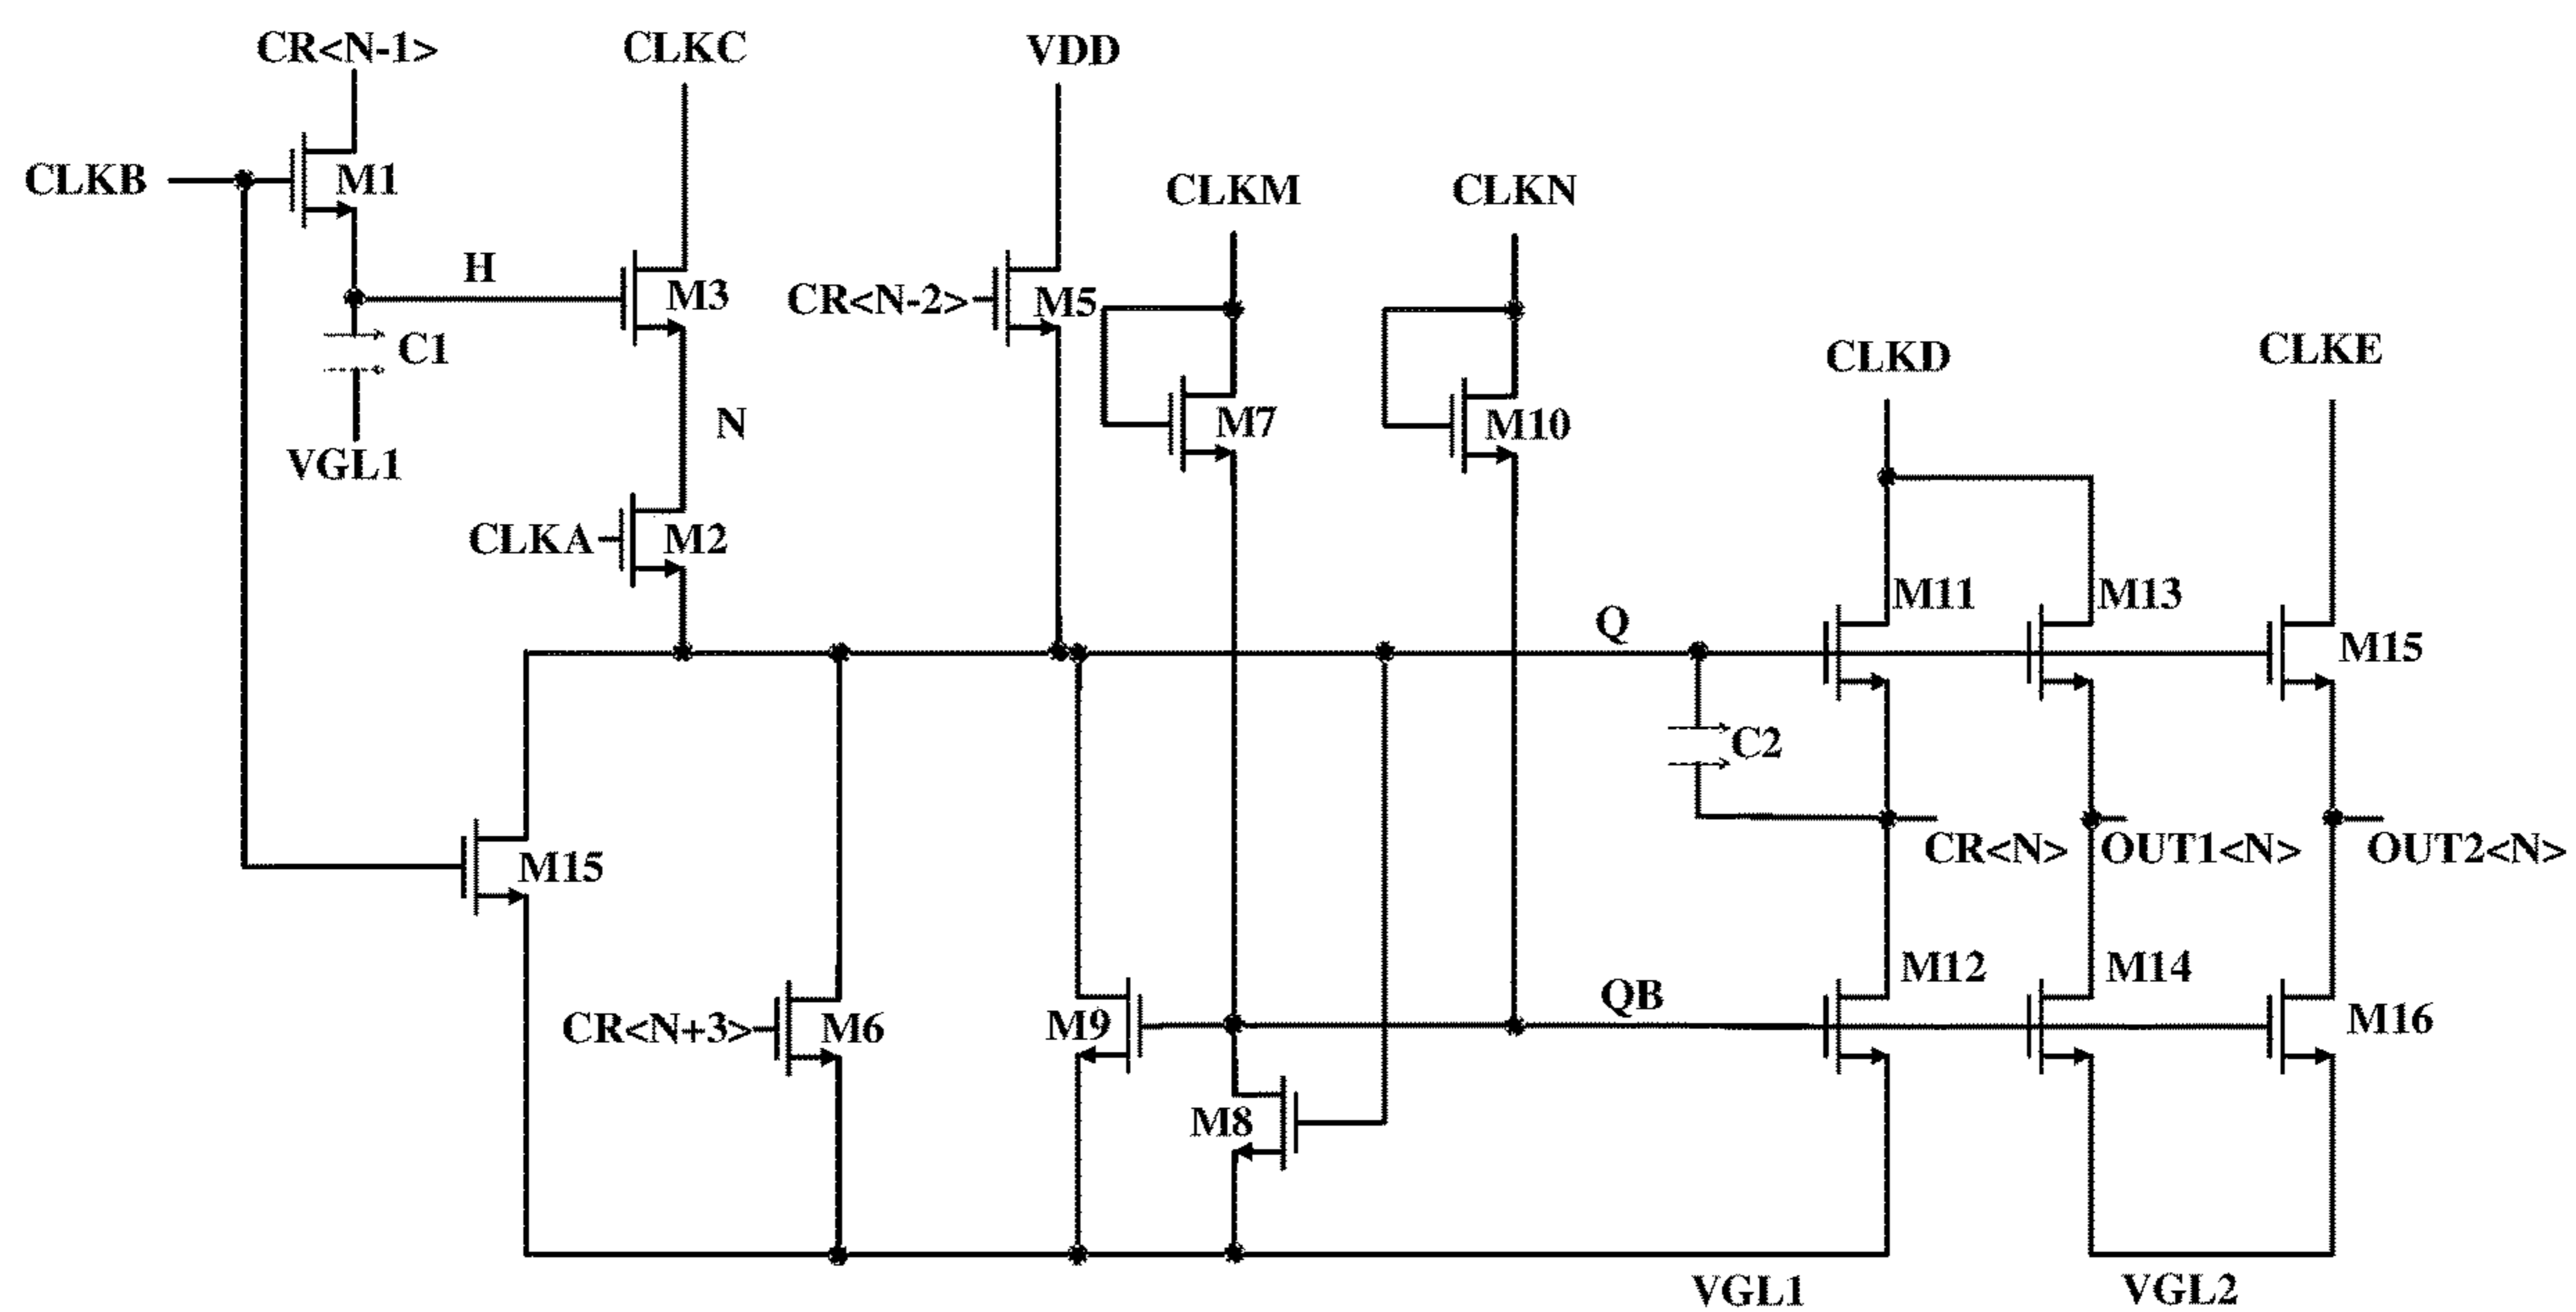 CR<N-1>
CLKC
VDD
CLKB
M1
CLKM
CLKN
H
M3
CR<N-2>
M5
C1
CLKD
CLKE
N
M7
M10
VGL1
CLKA
M2
M11
M13
Q
M15
C2
CR<N>
OUT1<N>
OUT2<N>
M15
M12
M14
QB
CR<N+3>
M6
M9
M16
M8
VGL1
VGL2